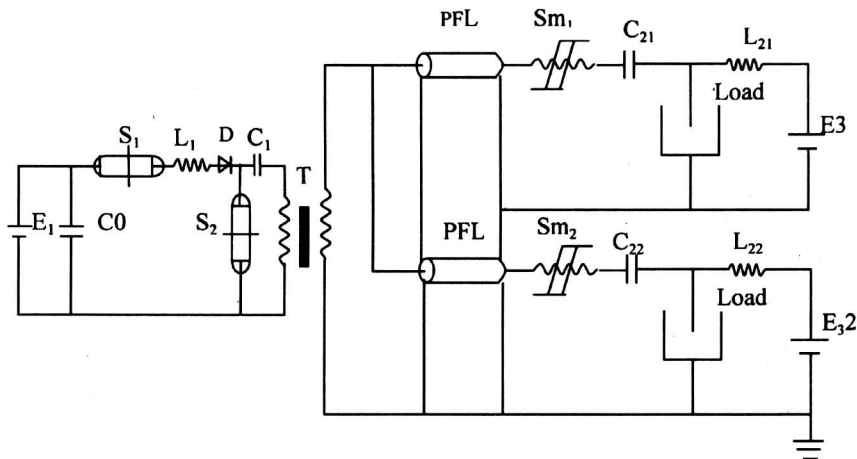 PFL
Sm₁
C₂₁
L₂₁
Load
E3
S₁
L₁
D
C₁
T
E₁
C0
S₂
PFL
Sm₂
C₂₂
L₂₂
Load
E₃2